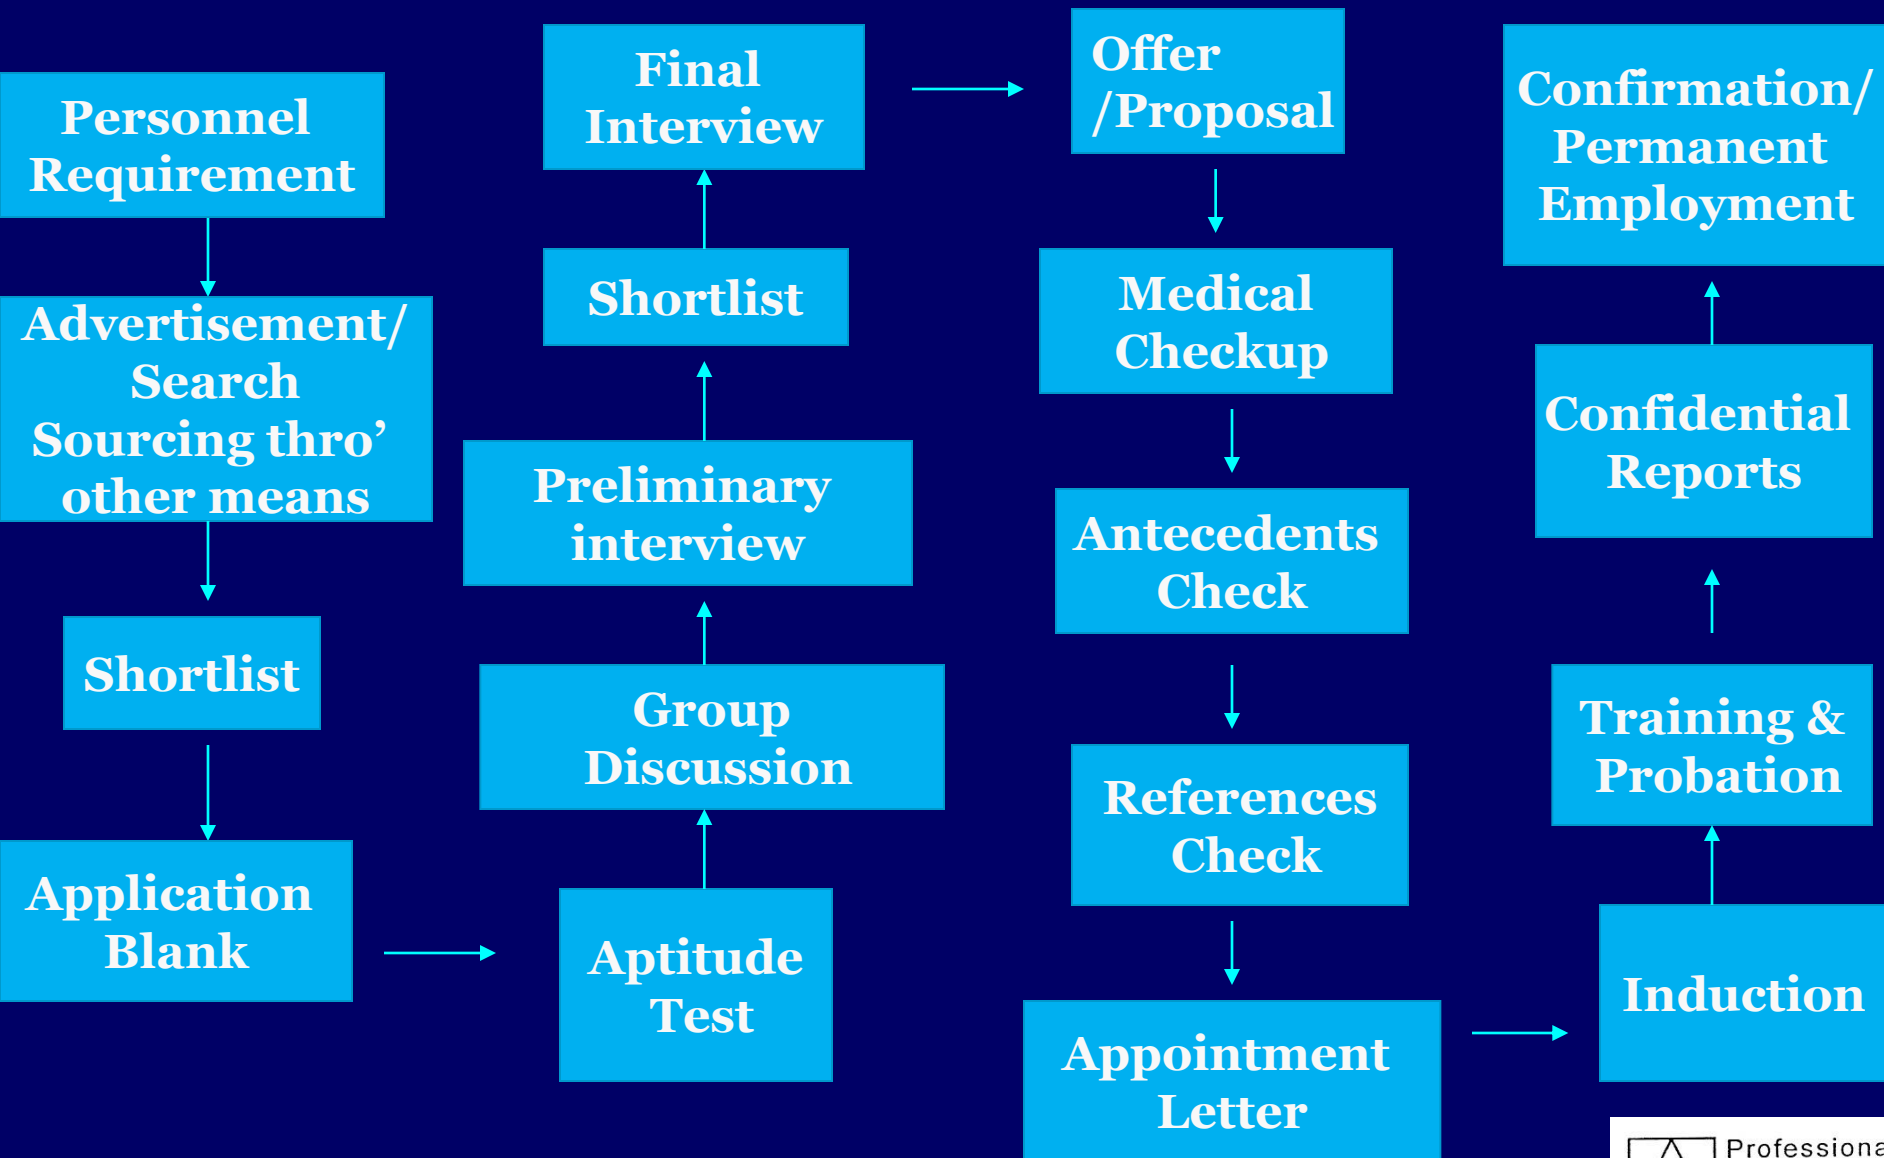 Personnel
Requirement
Advertisement/
Search
Sourcing thro’
other means
Shortlist
Application
Blank
Aptitude
Test
Group
Discussion
Preliminary
interview
Shortlist
Final
Interview
Offer
/Proposal
Medical
Checkup
Antecedents
Check
References
Check
Appointment
Letter
Induction
Training &
Probation
Confidential
Reports
Confirmation/
Permanent
Employment